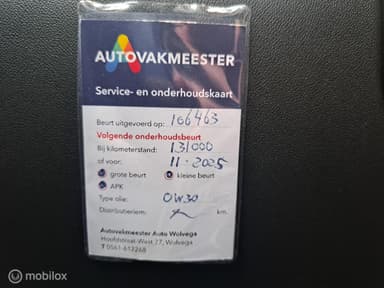 AUTOVAKMEESTER
Service- en onderhoudskaart
Beurt uitgevoerd op: 106463
Volgende onderhoudsbeurt
Bij kilometerstand: 131000
of voor: 11-2025
grote beurt kleine beurt
APK
Type olie: 0W30
Distributieriem: km.
Autovakmeester Auto Wolvega
Hoofdstraat-West 27, Wolvega
T 0561-613268
© mobilox